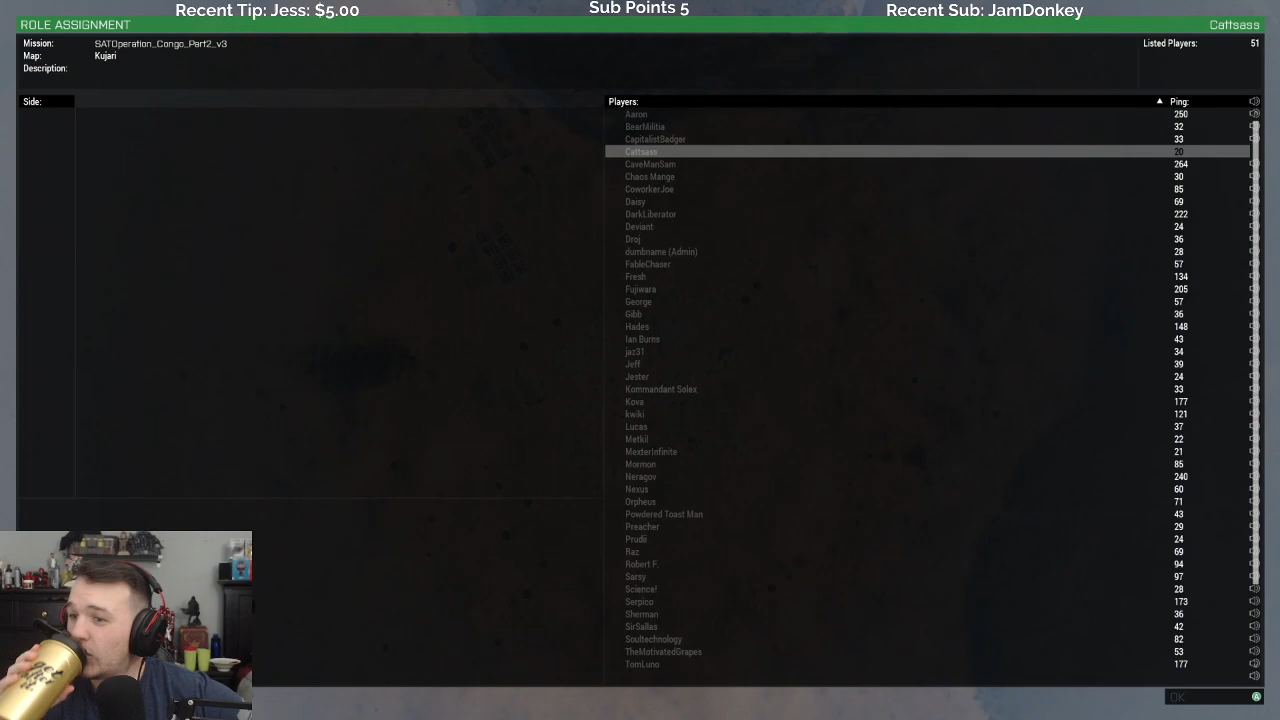 Recent Tip: Jess: $5.00 Sub Points 5 Recent Sub: JamDonkey
ROLE ASSIGNMENT Cattsass
Mission: SATOperation_Congo_Part2_v3 Listed Players: 51
Map: Kujari
Description:
Side: Players: Ping:
Aaron 250
BearMilitia 32
CapitalistBadger 33
Cattsass 20
CaveManSam 264
Chaos Mange 30
CoworkerJoe 85
Daisy 69
DarkLiberator 222
Deviant 24
Droj 36
dumbname (Admin) 28
FableChaser 57
Fresh 134
Fujiwara 205
George 57
Gibb 36
Hades 148
Ian Burns 43
jaz31 34
Jeff 39
Jester 24
Kommandant Solex 33
Kova 177
kwiki 121
Lucas 37
Metkil 22
MexterInfinite 21
Mormon 85
Neragov 240
Nexus 60
Orpheus 71
Powdered Toast Man 43
Preacher 29
Prudii 24
Raz 69
Robert F. 94
Sarsy 97
Science! 28
Serpico 173
Sherman 36
SirSallas 42
Soultechnology 82
TheMotivatedGrapes 53
TomLuno 177
OK A